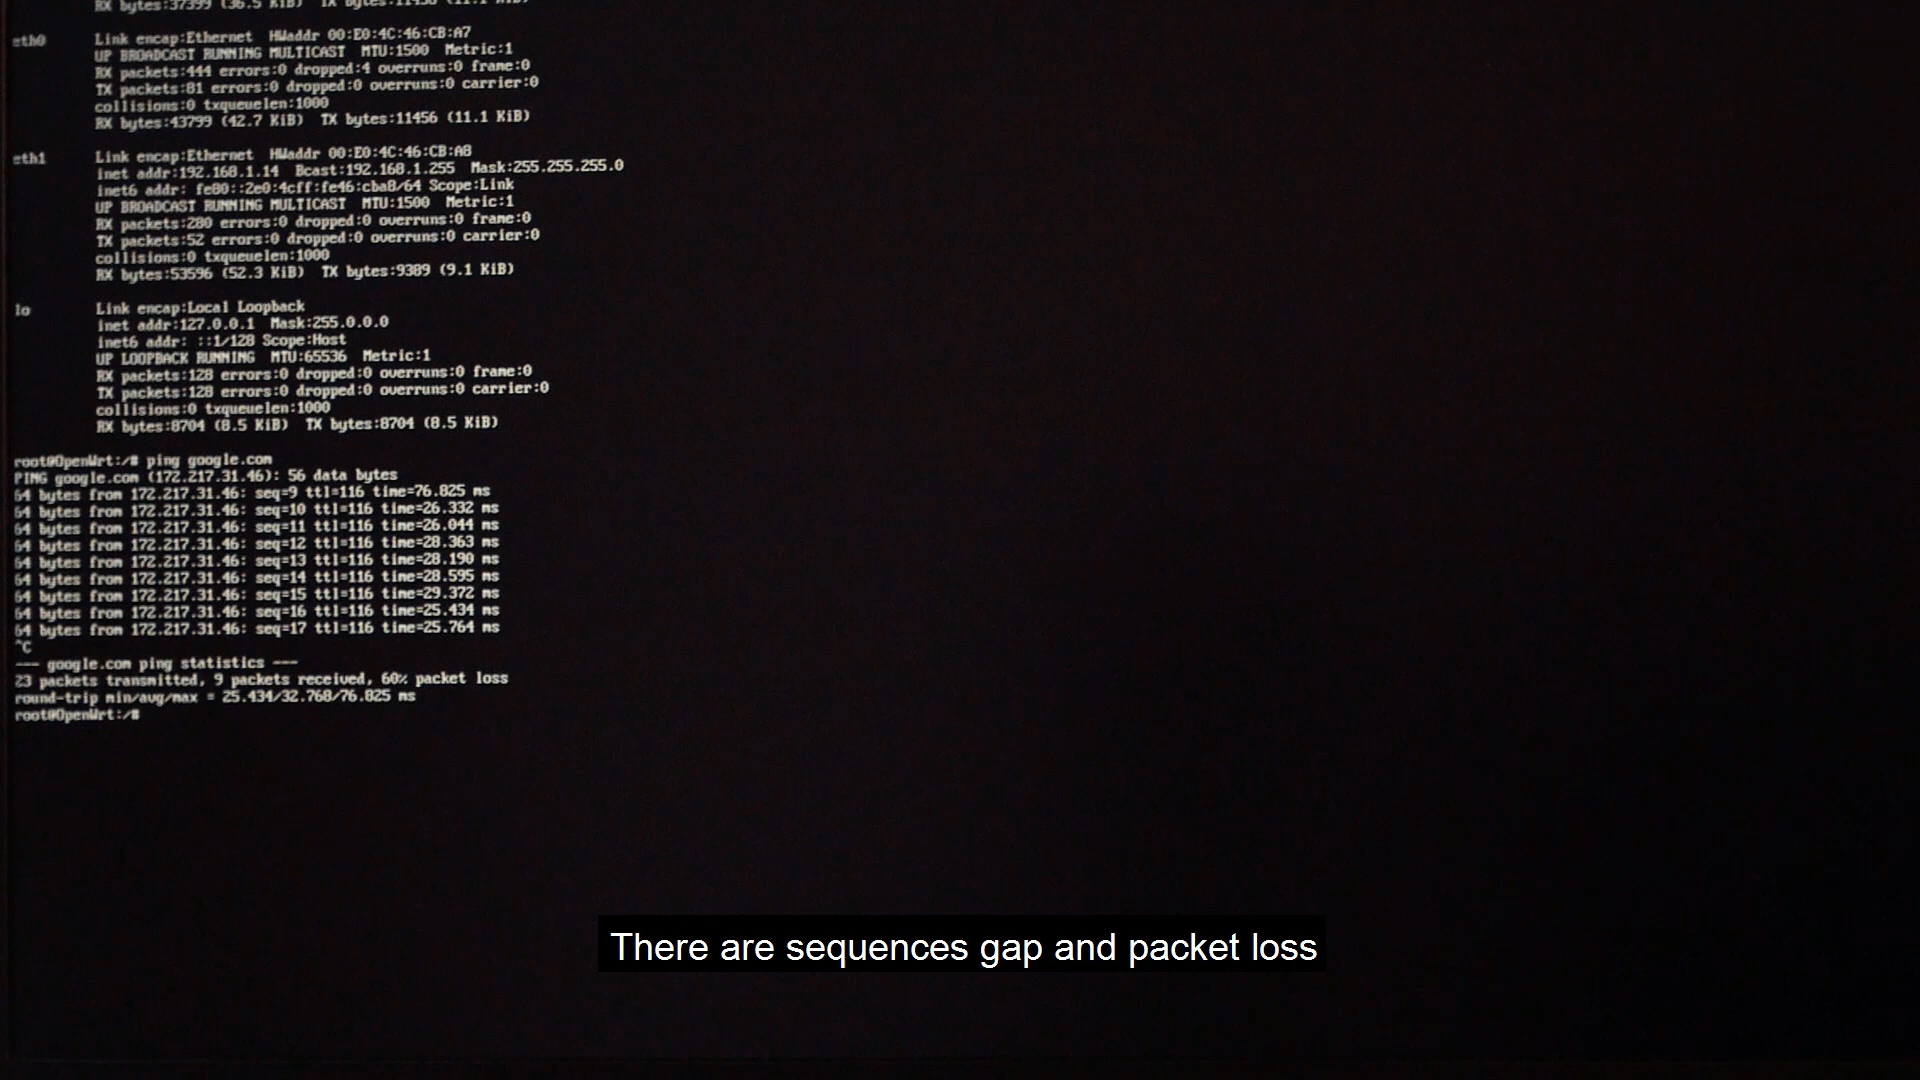 RX bytes:37399 (36.5 KiB)  TX bytes:11430 (11.1 KiB)
eth0 Link encap:Ethernet  HWaddr 00:E0:4C:46:CB:A7
UP BROADCAST RUNNING MULTICAST  MTU:1500  Metric:1
RX packets:444 errors:0 dropped:4 overruns:0 frame:0
TX packets:81 errors:0 dropped:0 overruns:0 carrier:0
collisions:0 txqueuelen:1000
RX bytes:43799 (42.7 KiB)  TX bytes:11456 (11.1 KiB)
eth1 Link encap:Ethernet  HWaddr 00:E0:4C:46:CB:A8
inet addr:192.168.1.14  Bcast:192.168.1.255  Mask:255.255.255.0
inet6 addr: fe80::2e0:4cff:fe46:cba8/64 Scope:Link
UP BROADCAST RUNNING MULTICAST  MTU:1500  Metric:1
RX packets:280 errors:0 dropped:0 overruns:0 frame:0
TX packets:52 errors:0 dropped:0 overruns:0 carrier:0
collisions:0 txqueuelen:1000
RX bytes:53596 (52.3 KiB)  TX bytes:9389 (9.1 KiB)
lo Link encap:Local Loopback
inet addr:127.0.0.1  Mask:255.0.0.0
inet6 addr: ::1/128 Scope:Host
UP LOOPBACK RUNNING  MTU:65536  Metric:1
RX packets:128 errors:0 dropped:0 overruns:0 frame:0
TX packets:128 errors:0 dropped:0 overruns:0 carrier:0
collisions:0 txqueuelen:1000
RX bytes:8704 (8.5 KiB)  TX bytes:8704 (8.5 KiB)
root@OpenWrt:/# ping google.com
PING google.com (172.217.31.46): 56 data bytes
64 bytes from 172.217.31.46: seq=9 ttl=116 time=76.825 ms
64 bytes from 172.217.31.46: seq=10 ttl=116 time=26.332 ms
64 bytes from 172.217.31.46: seq=11 ttl=116 time=26.044 ms
64 bytes from 172.217.31.46: seq=12 ttl=116 time=28.363 ms
64 bytes from 172.217.31.46: seq=13 ttl=116 time=28.190 ms
64 bytes from 172.217.31.46: seq=14 ttl=116 time=28.595 ms
64 bytes from 172.217.31.46: seq=15 ttl=116 time=29.372 ms
64 bytes from 172.217.31.46: seq=16 ttl=116 time=25.434 ms
64 bytes from 172.217.31.46: seq=17 ttl=116 time=25.764 ms
^C
--- google.com ping statistics ---
23 packets transmitted, 9 packets received, 60% packet loss
round-trip min/avg/max = 25.434/32.768/76.825 ms
root@OpenWrt:/#
There are sequences gap and packet loss